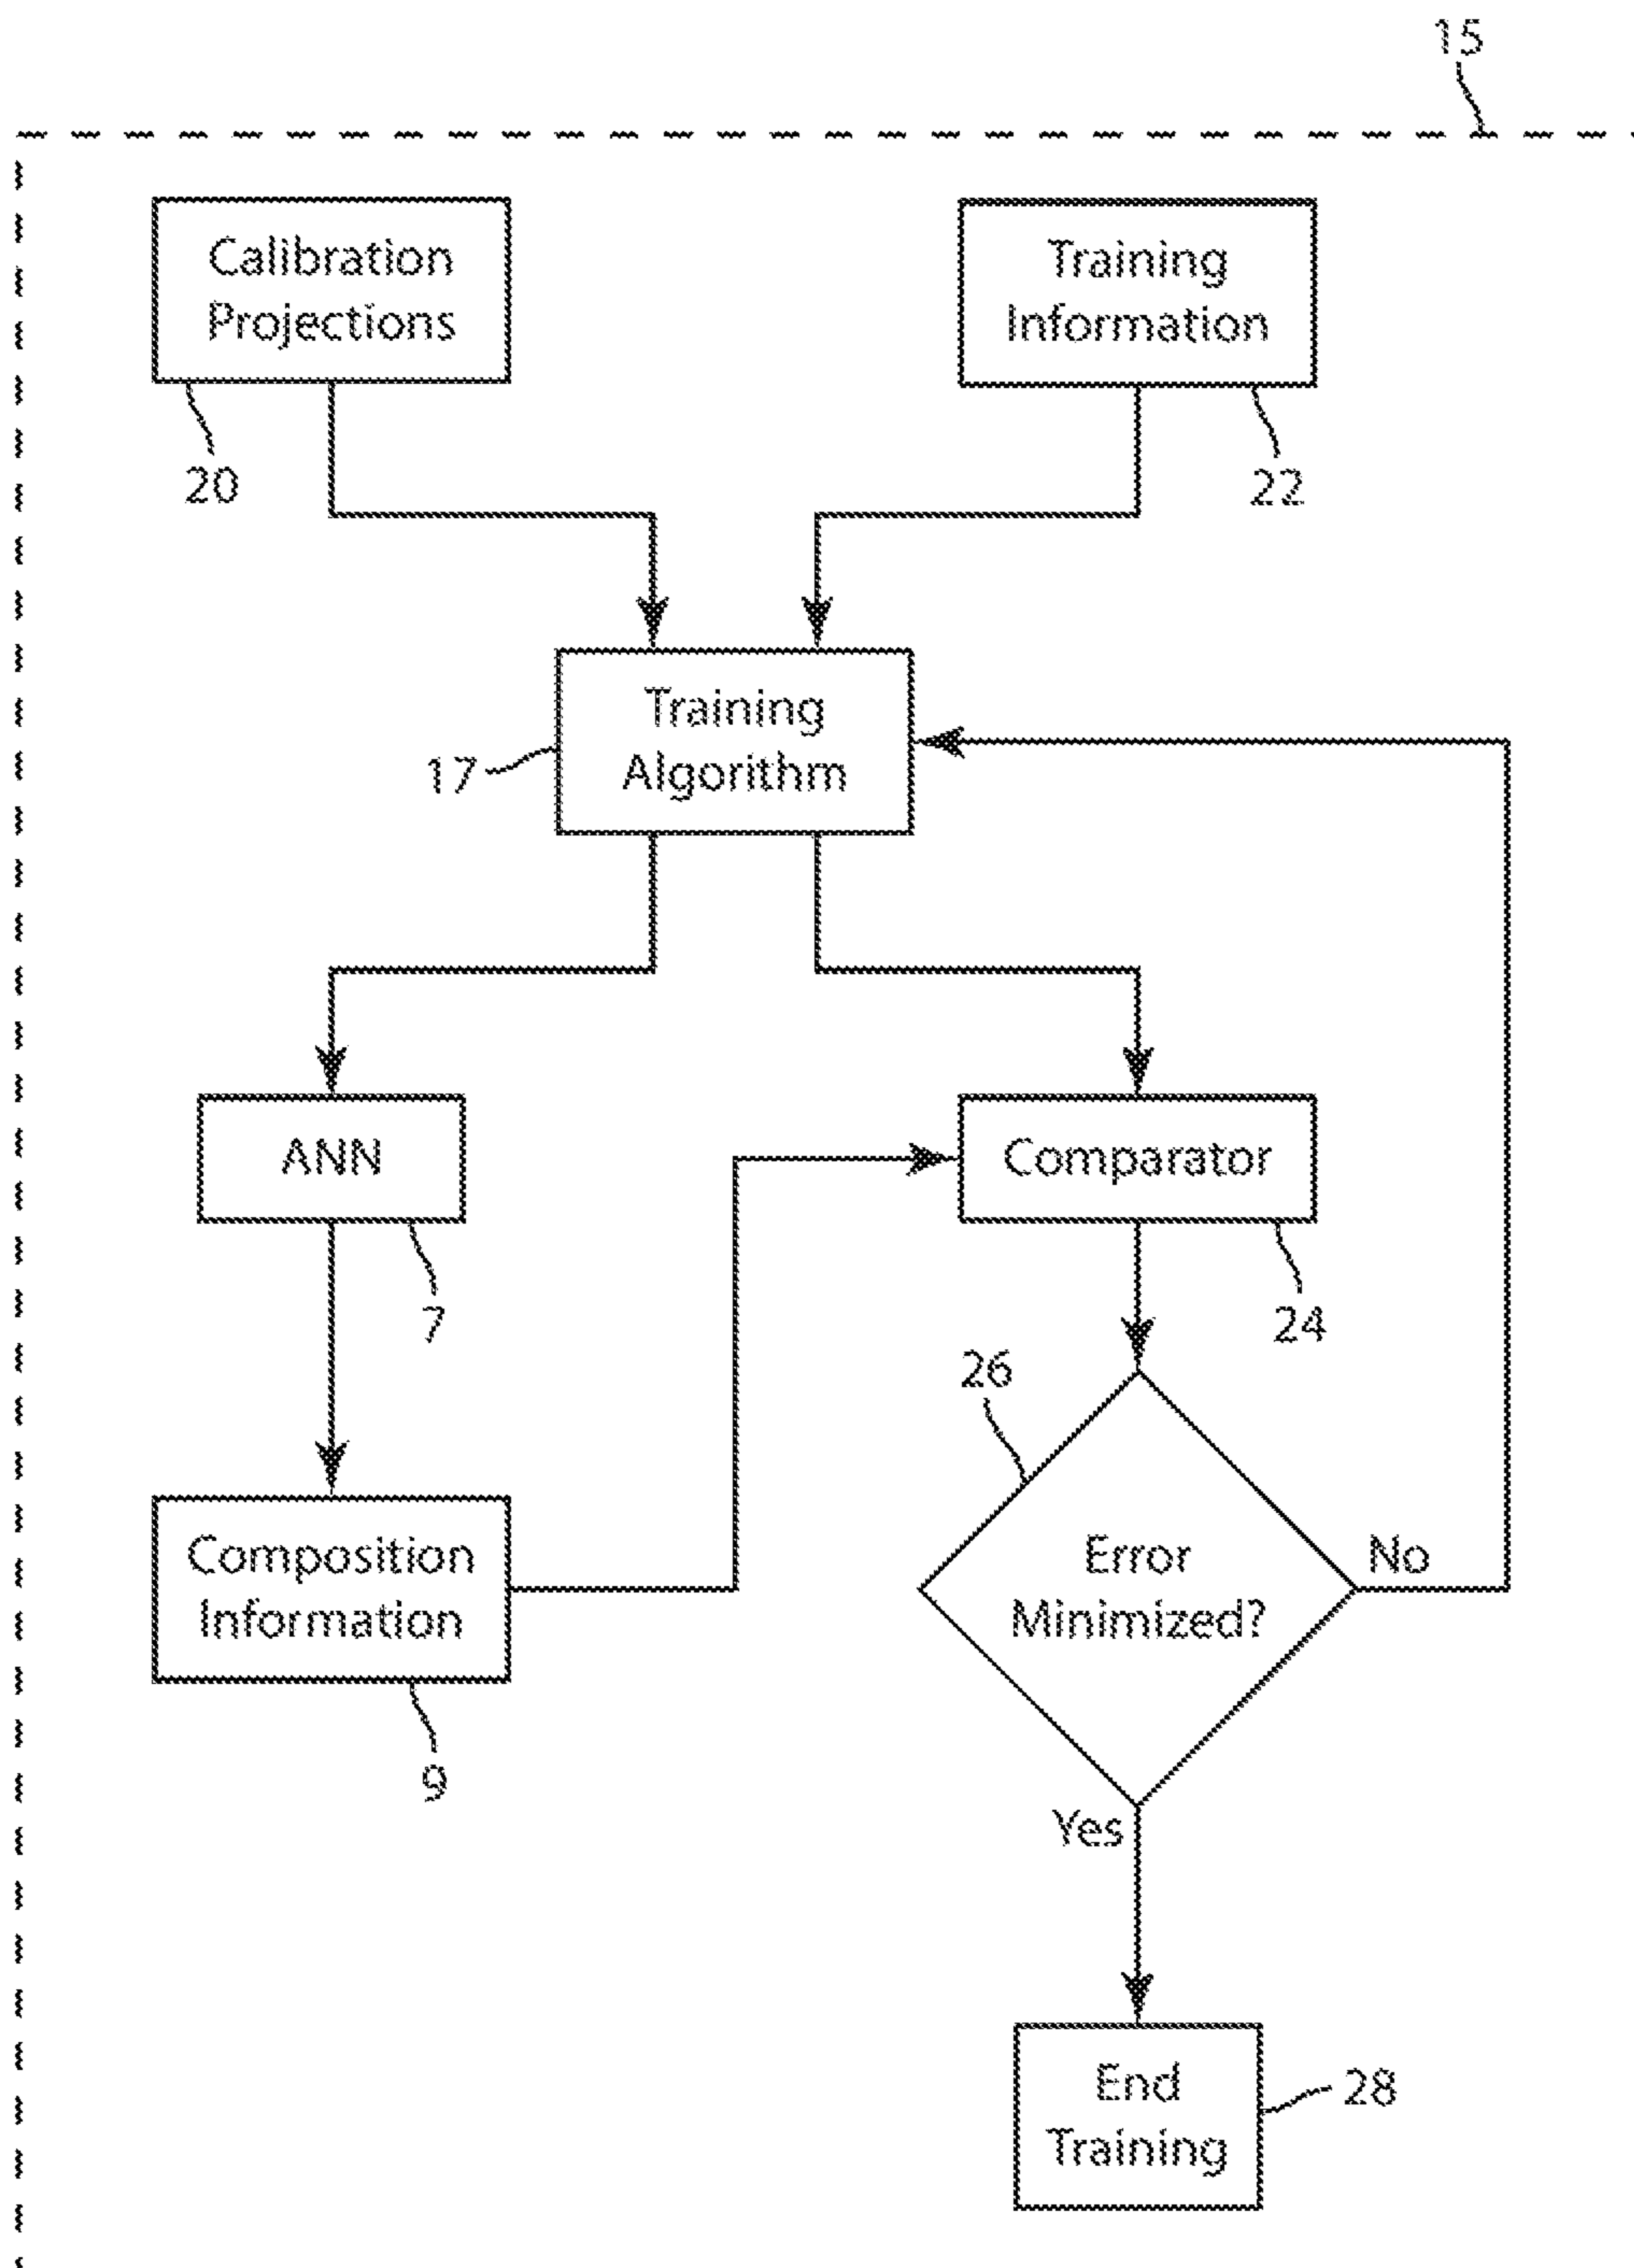 15
Calibration
Projections
20
Training
Information
22
Training
Algorithm
17
ANN
7
Comparator
24
26
Composition
Information
9
Error
Minimized?
No
Yes
End
Training
28